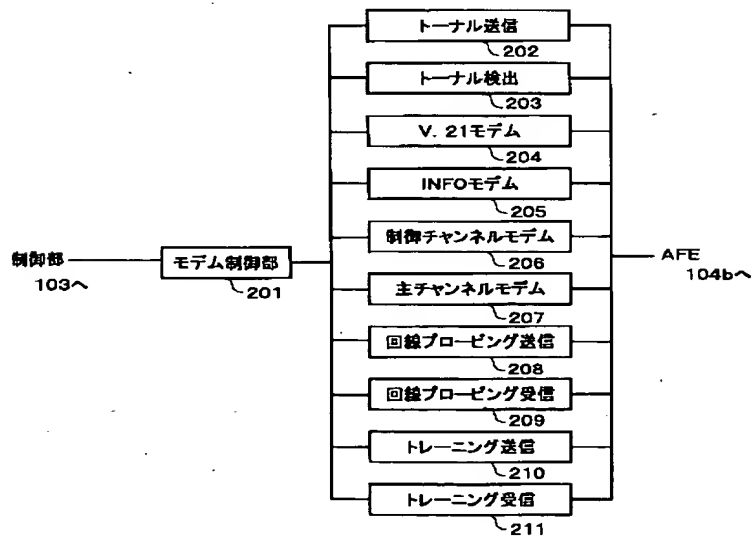 トーナル送信
202
トーナル検出
203
V. 21モデム
204
INFOモデム
205
制御チャンネルモデム
206
制御部
103へ
モデム制御部
201
AFE
104bへ
主チャンネルモデム
207
回線プロービング送信
208
回線プロービング受信
209
トレーニング送信
210
トレーニング受信
211